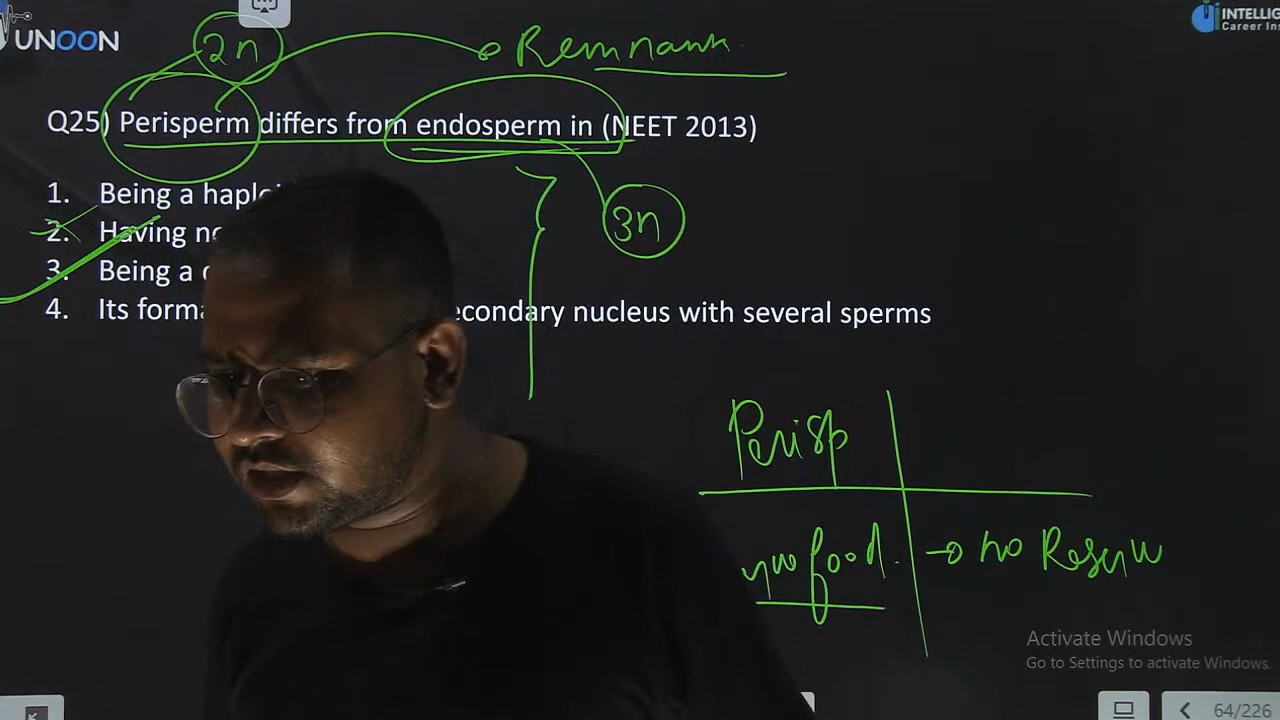 UNOON
INTELLIG
Career Ins
2n
Remnann
Q25) Perisperm differs from endosperm in (NEET 2013)
1. Being a haplo
2. Having no
3. Being a
4. Its forma econdary nucleus with several sperms
3n
Perisp
food. → no Reserw
Activate Windows
Go to Settings to activate Windows.
64/226